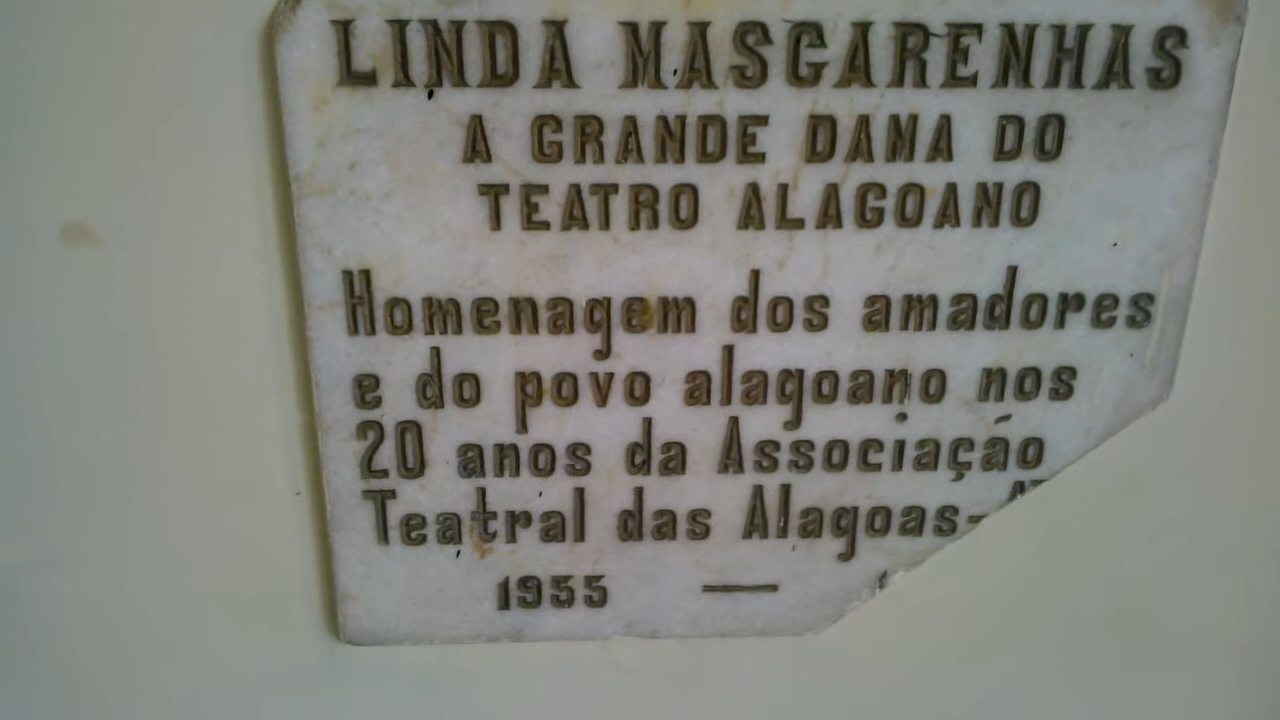 LINDA MASCARENHAS
A GRANDE DAMA DO
TEATRO ALAGOANO
Homenagem dos amadores
e do povo alagoano nos
20 anos da Associação
Teatral das Alagoas-
1955 —